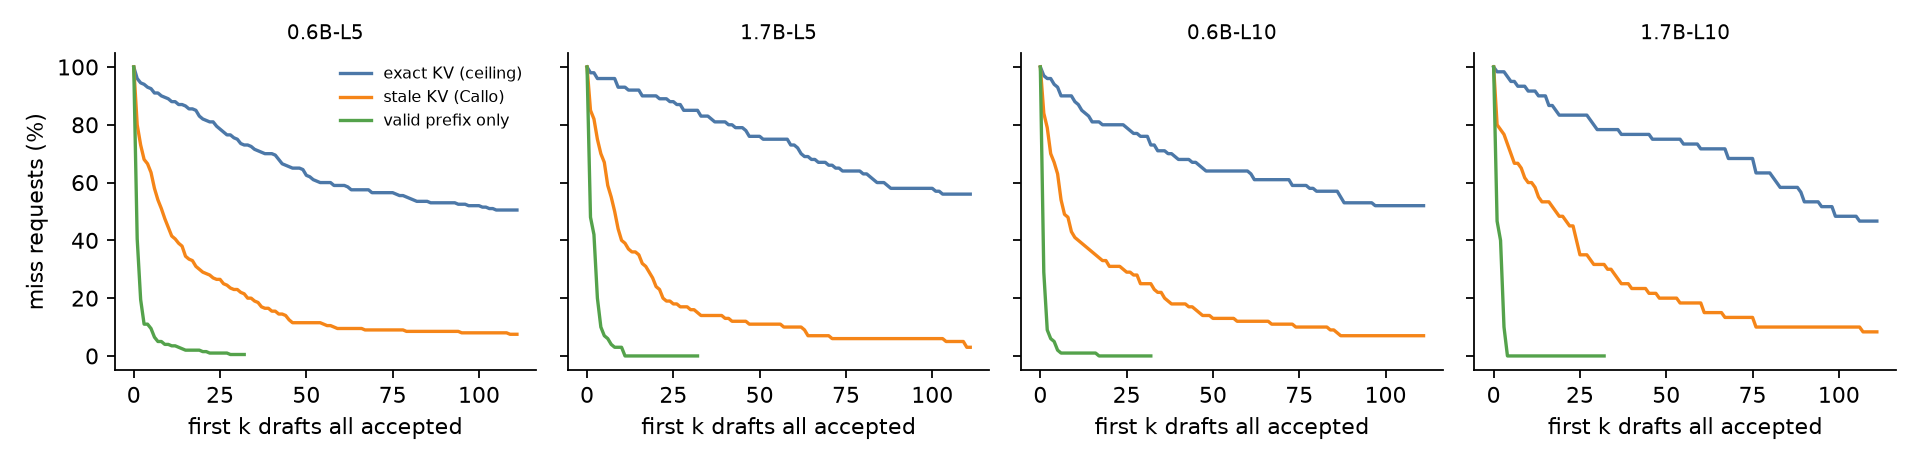 0.6B-L5
1.7B-L5
0.6B-L10
1.7B-L10
miss requests (%)
100
80
60
40
20
0
exact KV (ceiling)
stale KV (Callo)
valid prefix only
0 25 50 75 100
0 25 50 75 100
0 25 50 75 100
0 25 50 75 100
first k drafts all accepted
first k drafts all accepted
first k drafts all accepted
first k drafts all accepted